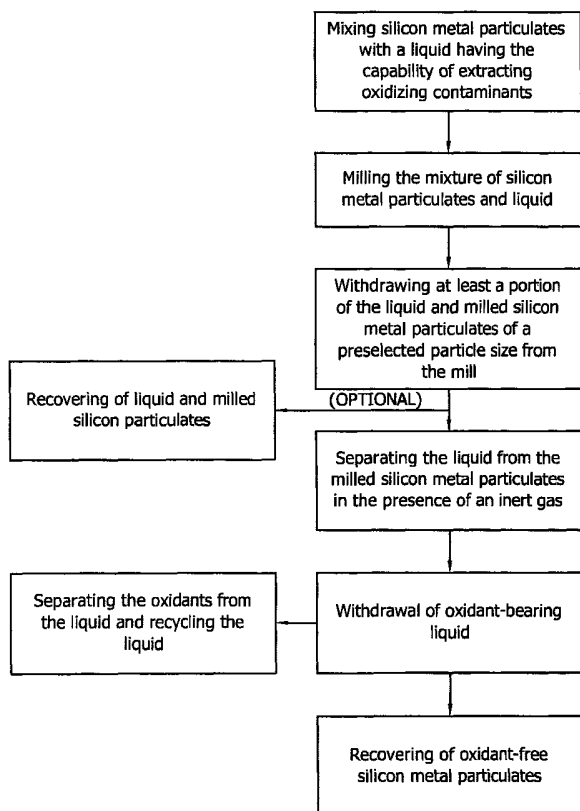 Mixing silicon metal particulates
with a liquid having the
capability of extracting
oxidizing contaminants
Milling the mixture of silicon
metal particulates and liquid
Withdrawing at least a portion
of the liquid and milled silicon
metal particulates of a
preselected particle size from
the mill
(OPTIONAL)
Recovering of liquid and milled
silicon particulates
Separating the liquid from the
milled silicon metal particulates
in the presence of an inert gas
Separating the oxidants from
the liquid and recycling the
liquid
Withdrawal of oxidant-bearing
liquid
Recovering of oxidant-free
silicon metal particulates